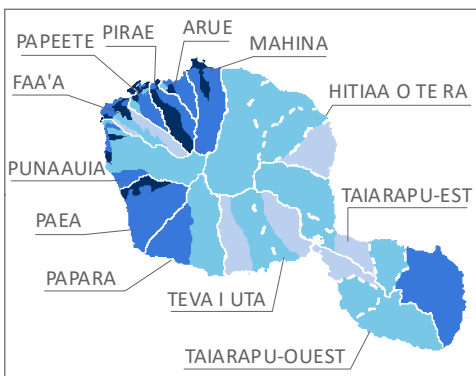 ARUE
PIRAE
PAPEETE
MAHINA
FAA'A
HITIAA O TE RA
PUNAAUIA
TAIARAPU-EST
PAEA
PAPARA
TEVA I UTA
TAIARAPU-OUEST